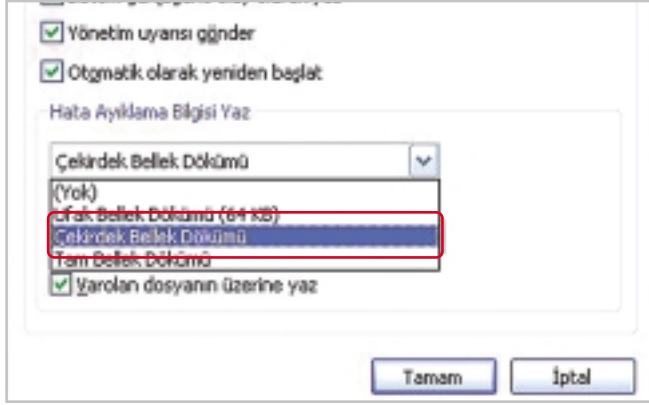 Yönetim uyarısı gönder
Otomatik olarak yeniden başlat
Hata Ayıklama Bilgisi Yaz
Çekirdek Bellek Dökümü
(Yok)
Ufak Bellek Dökümü (64 KB)
Çekirdek Bellek Dökümü
Tam Bellek Dökümü
Varolan dosyanın üzerine yaz
Tamam
İptal